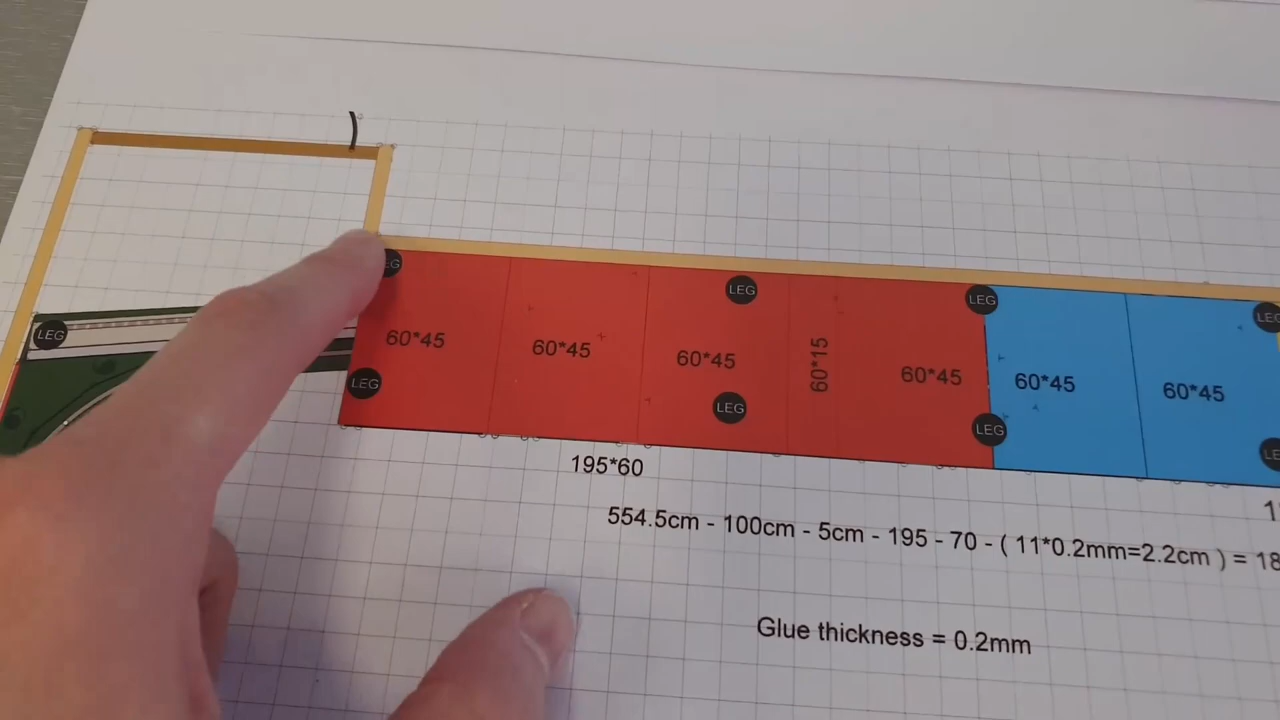 LEG
LEG
LEG
LEG
LEG
LEG
LEG
60*45
60*45
60*45
60*15
60*45
60*45
60*45
195*60
554.5cm - 100cm - 5cm - 195 - 70 - ( 11*0.2mm=2.2cm ) = 18
Glue thickness = 0.2mm